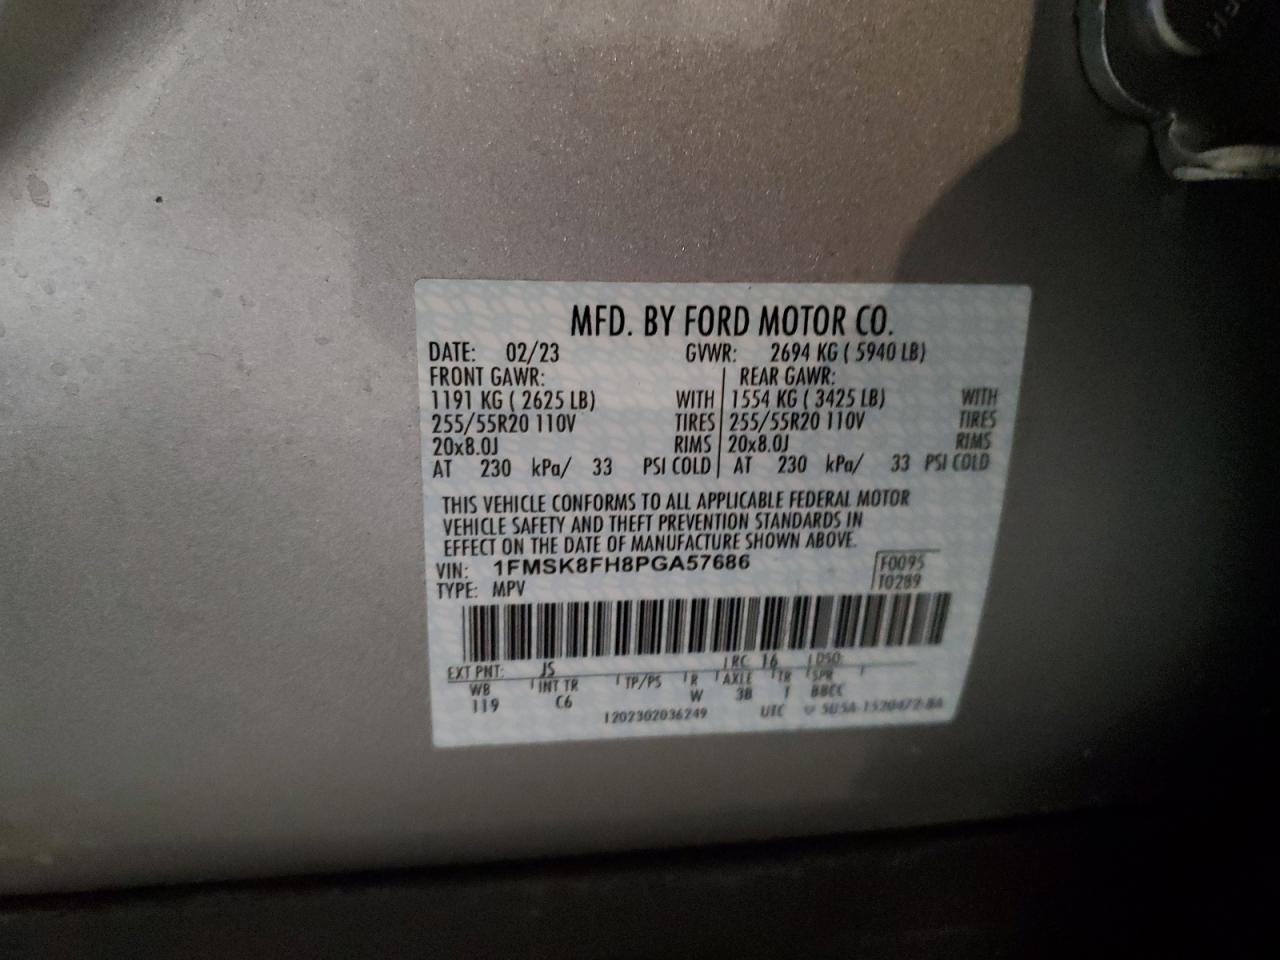 MFD. BY FORD MOTOR CO.
DATE: 02/23 GVWR: 2694 KG ( 5940 LB)
FRONT GAWR: REAR GAWR:
1191 KG ( 2625 LB) WITH 1554 KG ( 3425 LB) WITH
255/55R20 110V TIRES 255/55R20 110V TIRES
20x8.0J RIMS 20x8.0J RIMS
AT 230 kPa/ 33 PSI COLD AT 230 kPa/ 33 PSI COLD
THIS VEHICLE CONFORMS TO ALL APPLICABLE FEDERAL MOTOR
VEHICLE SAFETY AND THEFT PREVENTION STANDARDS IN
EFFECT ON THE DATE OF MANUFACTURE SHOWN ABOVE.
VIN: 1FMSK8FH8PGA57686 F0095
TYPE: MPV T0289
EXT PNT: JS RC 16 DSO:
WB INT TR TP/PS R AXLE TR SPR
119 C6 W 3B T BBCC
1202302036249 UTC